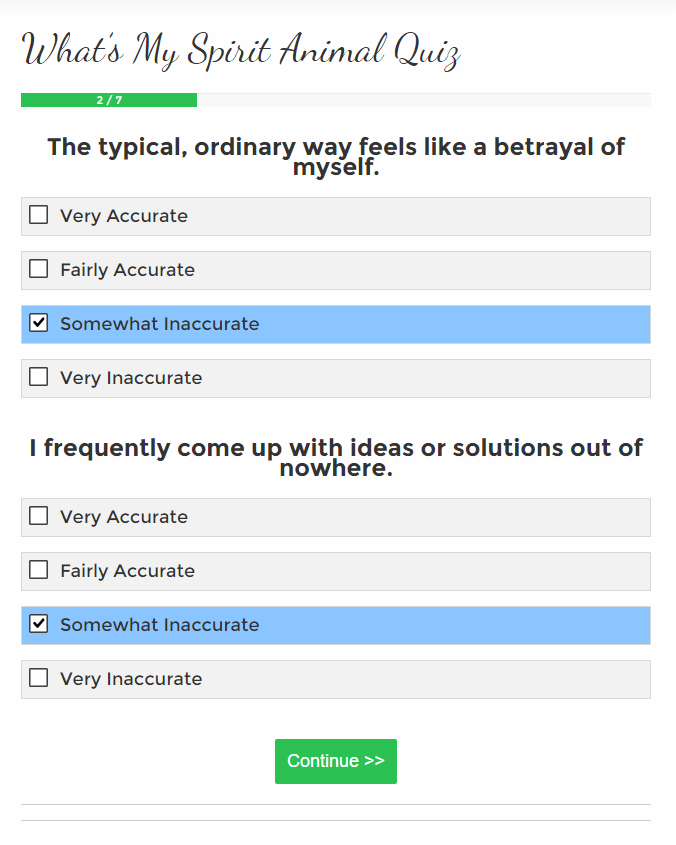 What's My Spirit Animal Quiz
2 / 7
The typical, ordinary way feels like a betrayal of
myself.
Very Accurate
Fairly Accurate
Somewhat Inaccurate
Very Inaccurate
I frequently come up with ideas or solutions out of
nowhere.
Very Accurate
Fairly Accurate
Somewhat Inaccurate
Very Inaccurate
Continue >>